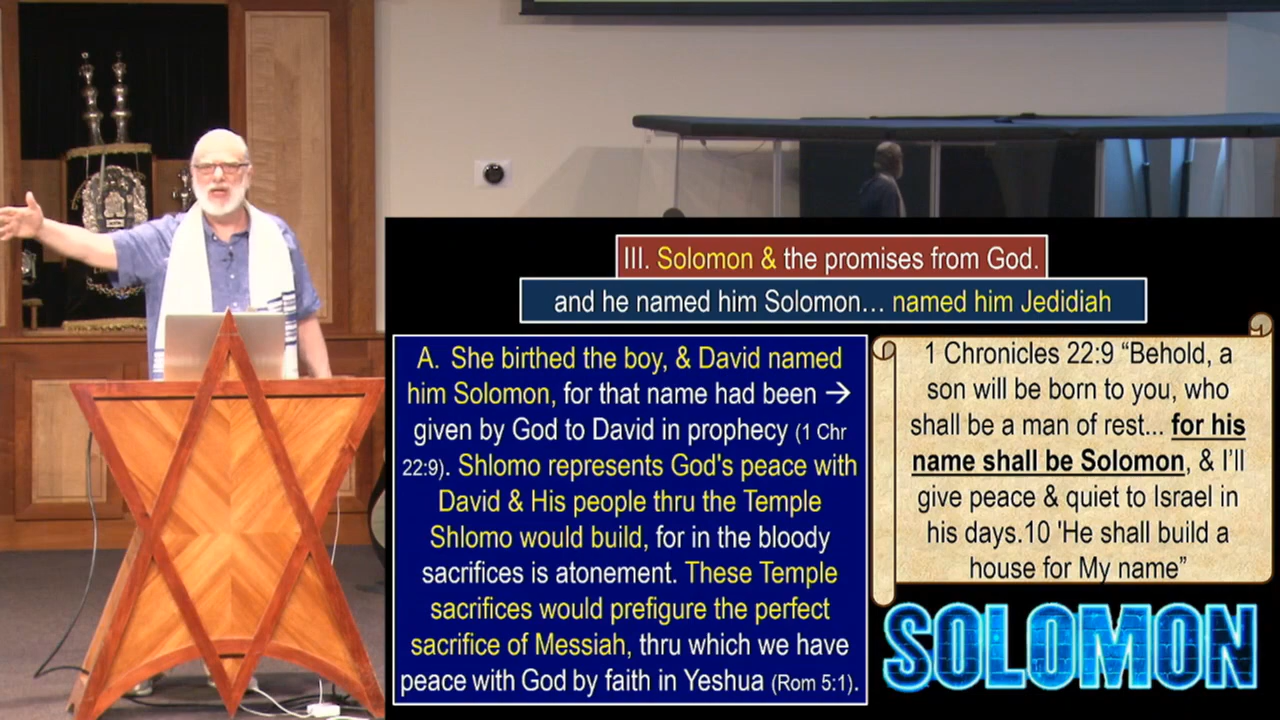 III. Solomon & the promises from God.
and he named him Solomon... named him Jedidiah
A. She birthed the boy, & David named
him Solomon, for that name had been →
given by God to David in prophecy (1 Chr
22:9). Shlomo represents God's peace with
David & His people thru the Temple
Shlomo would build, for in the bloody
sacrifices is atonement. These Temple
sacrifices would prefigure the perfect
sacrifice of Messiah, thru which we have
peace with God by faith in Yeshua (Rom 5:1).
1 Chronicles 22:9 “Behold, a
son will be born to you, who
shall be a man of rest... for his
name shall be Solomon, & I’ll
give peace & quiet to Israel in
his days.10 'He shall build a
house for My name”
SOLOMON